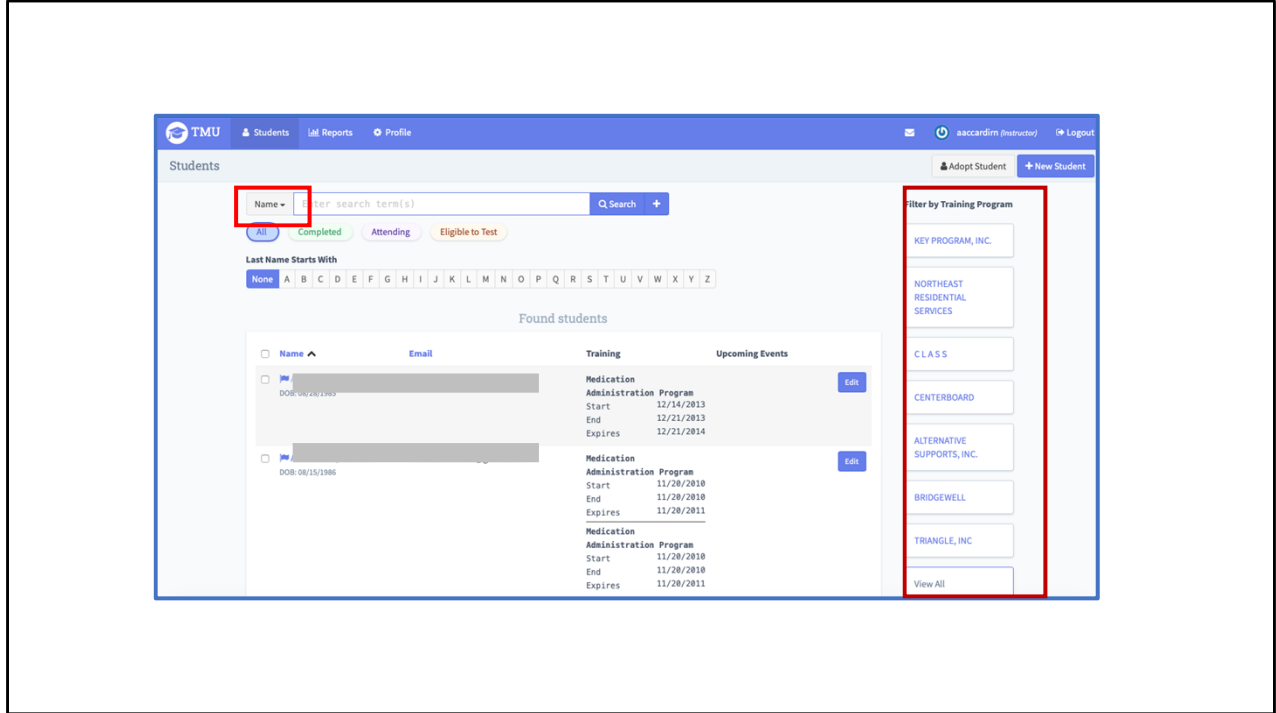 TMU Students Reports Profile aaccardirn (Instructor) Logout
Students Adopt Student + New Student
Name Enter search term(s) Search +
All Completed Attending Eligible to Test
Last Name Starts With
None A B C D E F G H I J K L M N O P Q R S T U V W X Y Z
Found students
Name Email Training Upcoming Events
DOB: 08/28/1985
Medication
Administration Program
Start 12/14/2013
End 12/21/2013
Expires 12/21/2014
Edit
DOB: 08/15/1986
Medication
Administration Program
Start 11/20/2010
End 11/20/2010
Expires 11/20/2011
Medication
Administration Program
Start 11/20/2010
End 11/20/2010
Expires 11/20/2011
Edit
Filter by Training Program
KEY PROGRAM, INC.
NORTHEAST
RESIDENTIAL
SERVICES
C L A S S
CENTERBOARD
ALTERNATIVE
SUPPORTS, INC.
BRIDGEWELL
TRIANGLE, INC
View All